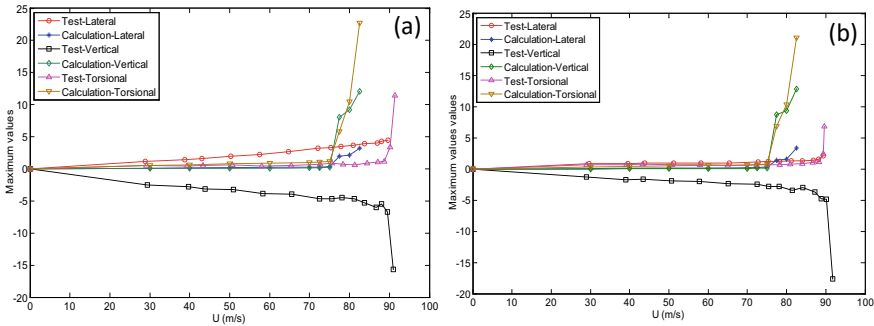 (a)
Test-Lateral
Calculation-Lateral
Test-Vertical
Calculation-Vertical
Test-Torsional
Calculation-Torsional
Maximum values
25
20
15
10
5
0
-5
-10
-15
-20
0 10 20 30 40 50 60 70 80 90 100
U (m/s)
(b)
Test-Lateral
Calculation-Lateral
Test-Vertical
Calculation-Vertical
Test-Torsional
Calculation-Torsional
Maximum values values
25
20
15
10
5
0
-5
-10
-15
-20
0 10 20 30 40 50 60 70 80 90 100
U (m/s)